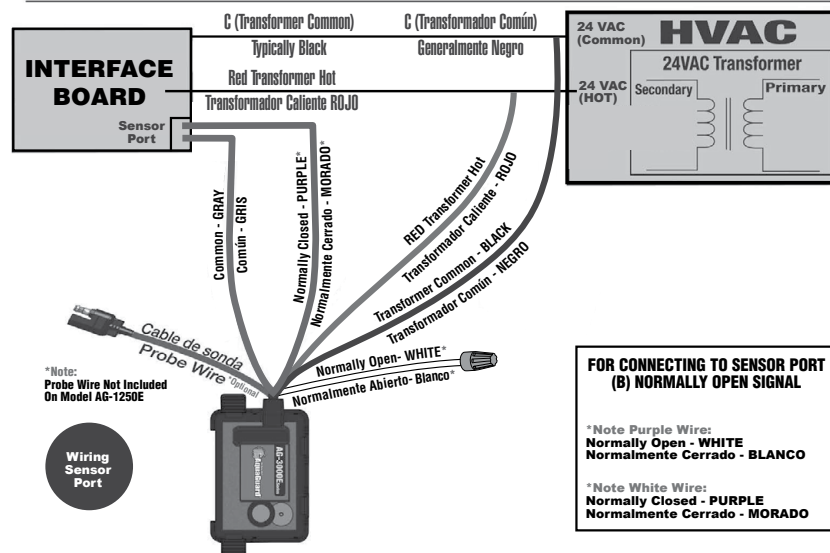 C (Transformer Common)
C (Transformador Común)
Typically Black
Generalmente Negro
Red Transformer Hot
Transformador Caliente ROJO
INTERFACE
BOARD
Sensor
Port
24 VAC
(Common)
HVAC
24VAC Transformer
24 VAC
(HOT)
Secondary
Primary
Common - GRAY
Común - GRIS
Normally Closed - PURPLE*
Normalmente Cerrado - MORADO*
RED Transformer Hot
Transformador Caliente - ROJO
Transformer Common - BLACK
Transformador Común - NEGRO
Cable de sonda
Probe Wire *Optional
Normally Open- WHITE*
Normalmente Abierto- Blanco*
*Note:
Probe Wire Not Included
On Model AG-1250E
Wiring
Sensor
Port
AG-3000E
AquaGuard
FOR CONNECTING TO SENSOR PORT
(B) NORMALLY OPEN SIGNAL
*Note Purple Wire:
Normally Open - WHITE
Normalmente Cerrado - BLANCO
*Note White Wire:
Normally Closed - PURPLE
Normalmente Cerrado - MORADO